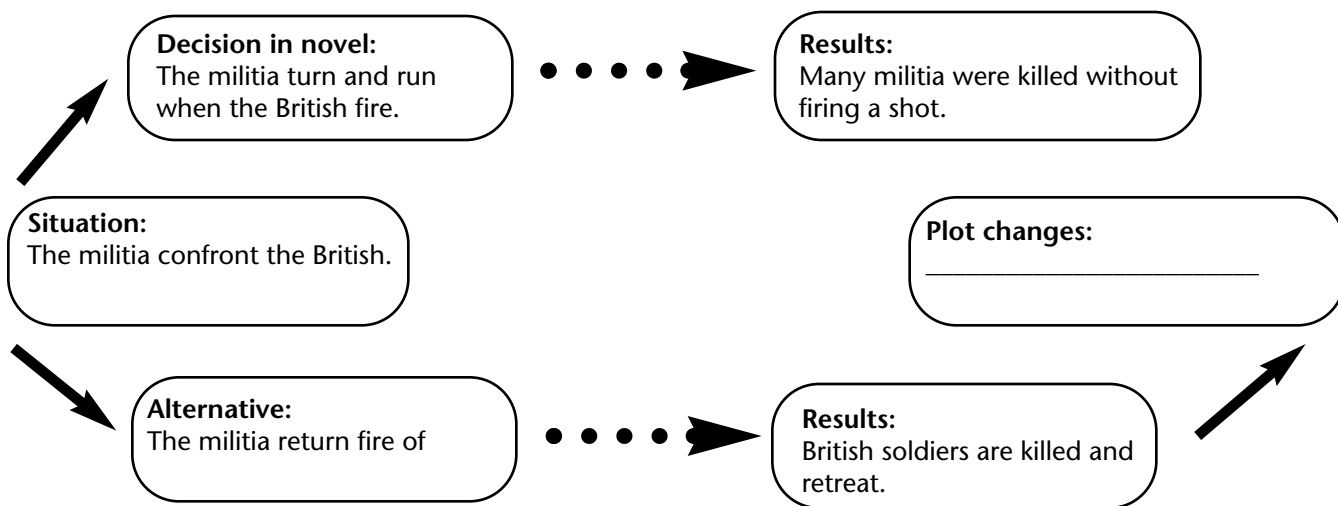 Decision in novel:
The militia turn and run
when the British fire.
Results:
Many militia were killed without
firing a shot.
Situation:
The militia confront the British.
Plot changes:
Alternative:
The militia return fire of
Results:
British soldiers are killed and
retreat.